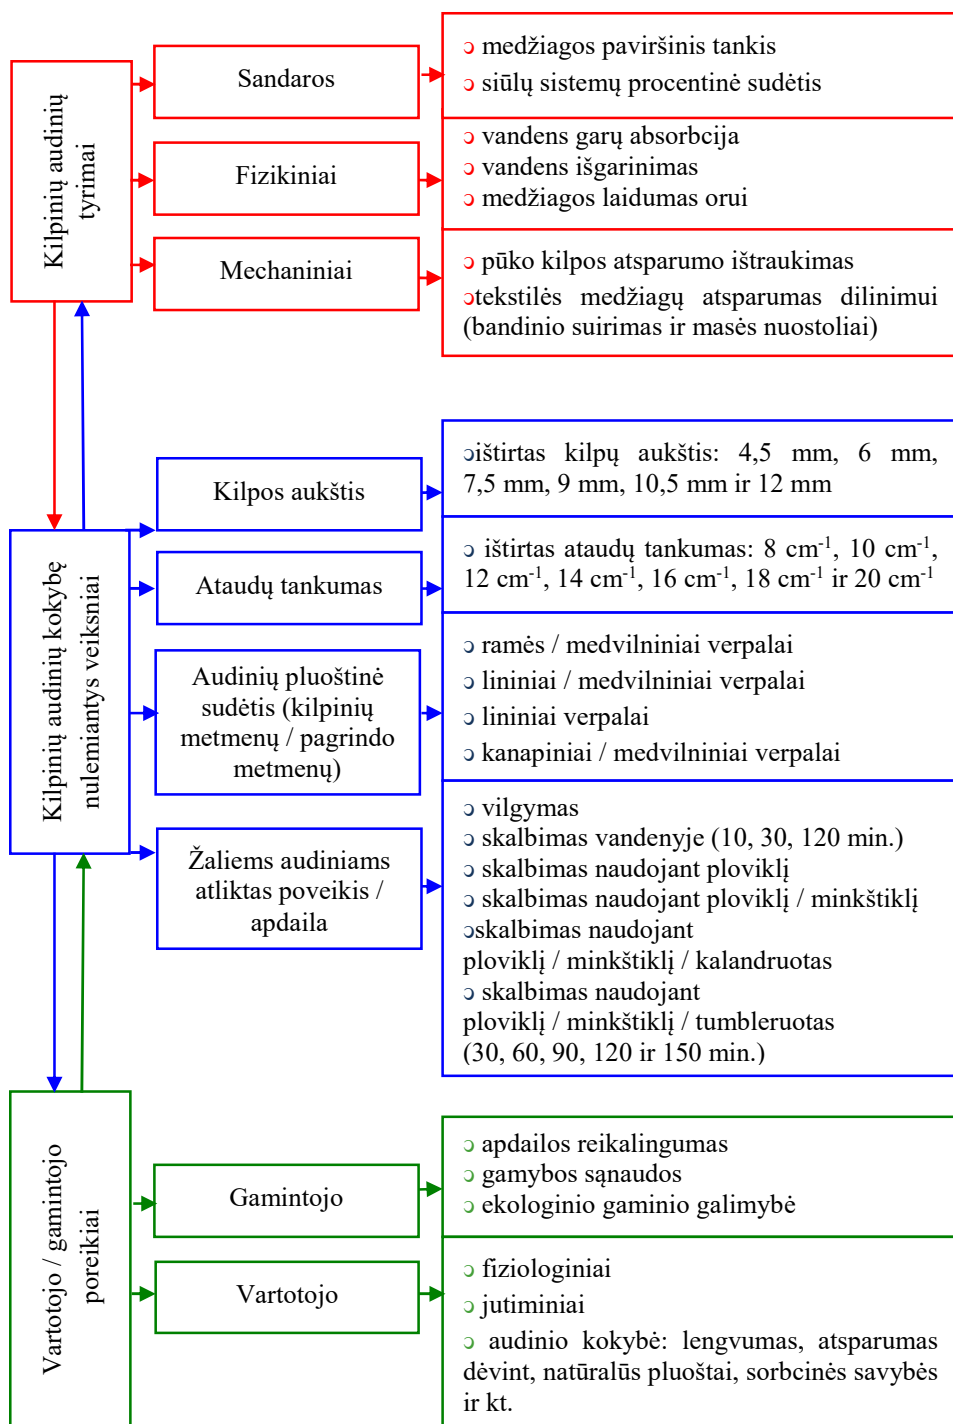 Kilpinių audinių
tyrimai
Sandaros
ɔ medžiagos paviršinis tankis
ɔ siūlų sistemų procentinė sudėtis
Fizikiniai
ɔ vandens garų absorbcija
ɔ vandens išgarinimas
ɔ medžiagos laidumas orui
Mechaniniai
ɔ pūko kilpos atsparumo ištraukimas
ɔtekstilės medžiagų atsparumas dilinimui
(bandinio suirimas ir masės nuostoliai)
Kilpinių audinių kokybę
nulemiantys veiksniai
Kilpos aukštis
ɔištirtas kilpų aukštis: 4,5 mm, 6 mm,
7,5 mm, 9 mm, 10,5 mm ir 12 mm
Ataudų tankumas
ɔ ištirtas ataudų tankumas: 8 cm⁻¹, 10 cm⁻¹,
12 cm⁻¹, 14 cm⁻¹, 16 cm⁻¹, 18 cm⁻¹ ir 20 cm⁻¹
Audinių pluoštinė
sudėtis (kilpinių
metmenų / pagrindo
metmenų)
ɔ ramės / medvilniniai verpalai
ɔ lininiai / medvilniniai verpalai
ɔ lininiai verpalai
ɔ kanapiniai / medvilniniai verpalai
Žaliems audiniams
atliktas poveikis /
apdaila
ɔ vilgymas
ɔ skalbimas vandenyje (10, 30, 120 min.)
ɔ skalbimas naudojant ploviklį
ɔ skalbimas naudojant ploviklį / minkštiklį
ɔskalbimas naudojant
ploviklį / minkštiklį / kalandruotas
ɔ skalbimas naudojant
ploviklį / minkštiklį / tumbleruotas
(30, 60, 90, 120 ir 150 min.)
Vartotojo / gamintojo
poreikiai
Gamintojo
ɔ apdailos reikalingumas
ɔ gamybos sąnaudos
ɔ ekologinio gaminio galimybė
Vartotojo
ɔ fiziologiniai
ɔ jutiminiai
ɔ audinio kokybė: lengvumas, atsparumas
dėvint, natūralūs pluoštai, sorbcinės savybės
ir kt.